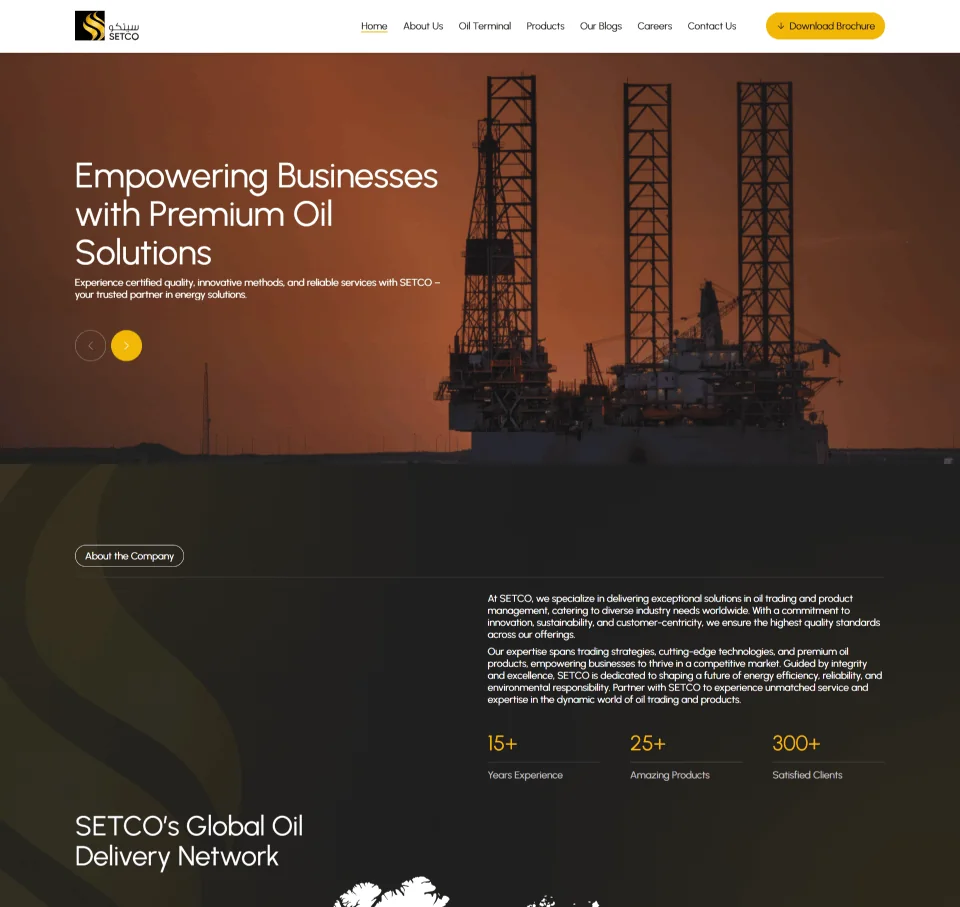 سيتكو
SETCO
Home
About Us
Oil Terminal
Products
Our Blogs
Careers
Contact Us
Download Brochure
Empowering Businesses
with Premium Oil
Solutions
Experience certified quality, innovative methods, and reliable services with SETCO –
your trusted partner in energy solutions.
About the Company
At SETCO, we specialize in delivering exceptional solutions in oil trading and product
management, catering to diverse industry needs worldwide. With a commitment to
innovation, sustainability, and customer-centricity, we ensure the highest quality standards
across our offerings.
Our expertise spans trading strategies, cutting-edge technologies, and premium oil
products, empowering businesses to thrive in a competitive market. Guided by integrity
and excellence, SETCO is dedicated to shaping a future of energy efficiency, reliability, and
environmental responsibility. Partner with SETCO to experience unmatched service and
expertise in the dynamic world of oil trading and products.
15+
Years Experience
25+
Amazing Products
300+
Satisfied Clients
SETCO’s Global Oil
Delivery Network